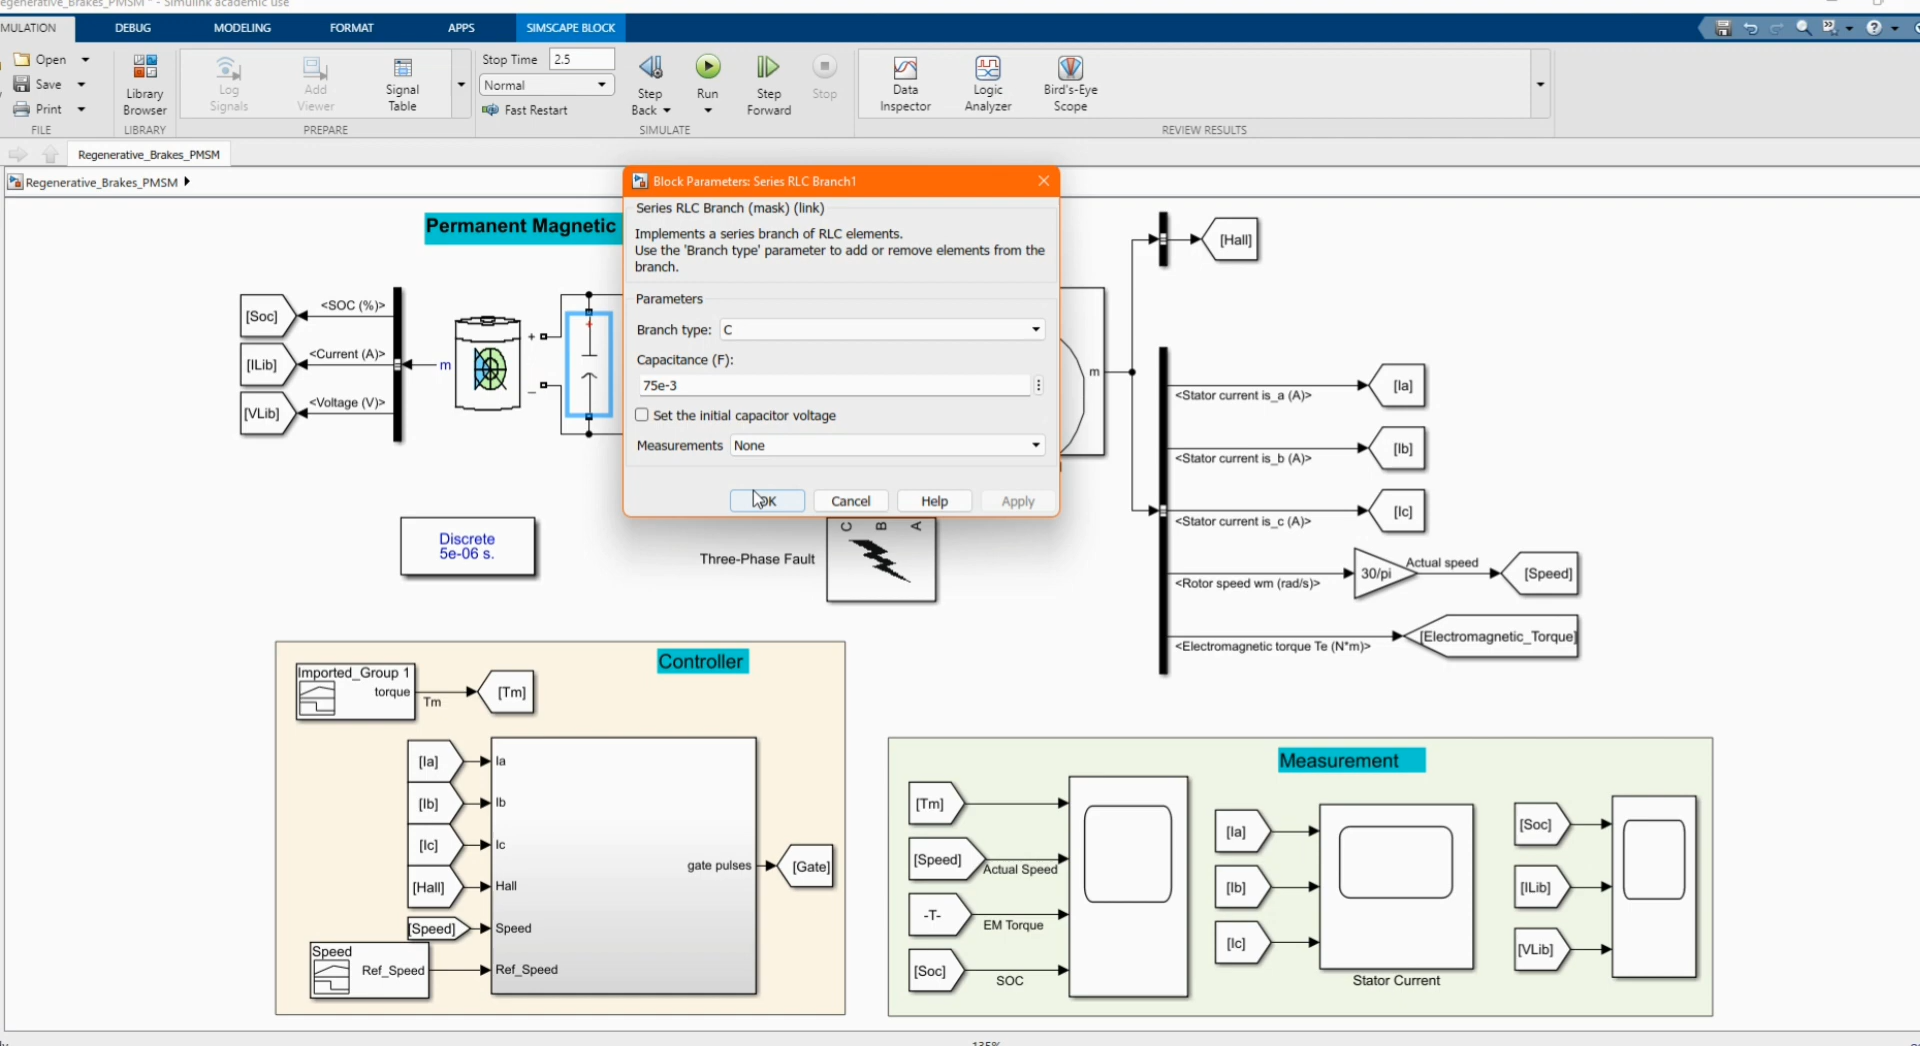 egenerative_Brakes_PMSM * - Simulink academic use
MULATION
DEBUG
MODELING
FORMAT
APPS
SIMSCAPE BLOCK
Open
Save
Print
FILE
Library
Browser
LIBRARY
Log
Signals
Add
Viewer
Signal
Table
PREPARE
Stop Time 2.5
Normal
Fast Restart
Step
Back
Run
Step
Forward
Stop
SIMULATE
Data
Inspector
Logic
Analyzer
Bird's-Eye
Scope
REVIEW RESULTS
Regenerative_Brakes_PMSM
Regenerative_Brakes_PMSM
Permanent Magnetic
Block Parameters: Series RLC Branch1
Series RLC Branch (mask) (link)
Implements a series branch of RLC elements.
Use the 'Branch type' parameter to add or remove elements from the
branch.
Parameters
Branch type: C
Capacitance (F):
75e-3
Set the initial capacitor voltage
Measurements None
OK
Cancel
Help
Apply
[Soc]
<SOC (%)>
[ILib]
<Current (A)>
[VLib]
<Voltage (V)>
m
+
–
+
Discrete
5e-06 s.
Three-Phase Fault
C
B
A
m
[Hall]
<Stator current is_a (A)>
[Ia]
<Stator current is_b (A)>
[Ib]
<Stator current is_c (A)>
[Ic]
<Rotor speed wm (rad/s)>
30/pi
Actual speed
[Speed]
<Electromagnetic torque Te (N*m)>
[Electromagnetic_Torque]
Controller
Imported_Group 1
torque
Tm
[Tm]
[Ia]
Ia
[Ib]
Ib
[Ic]
Ic
[Hall]
Hall
[Speed]
Speed
Speed
Ref_Speed
Ref_Speed
gate pulses
[Gate]
Measurement
[Tm]
[Speed]
Actual Speed
-T-
EM Torque
[Soc]
SOC
[Ia]
[Ib]
[Ic]
Stator Current
[Soc]
[ILib]
[VLib]
135%